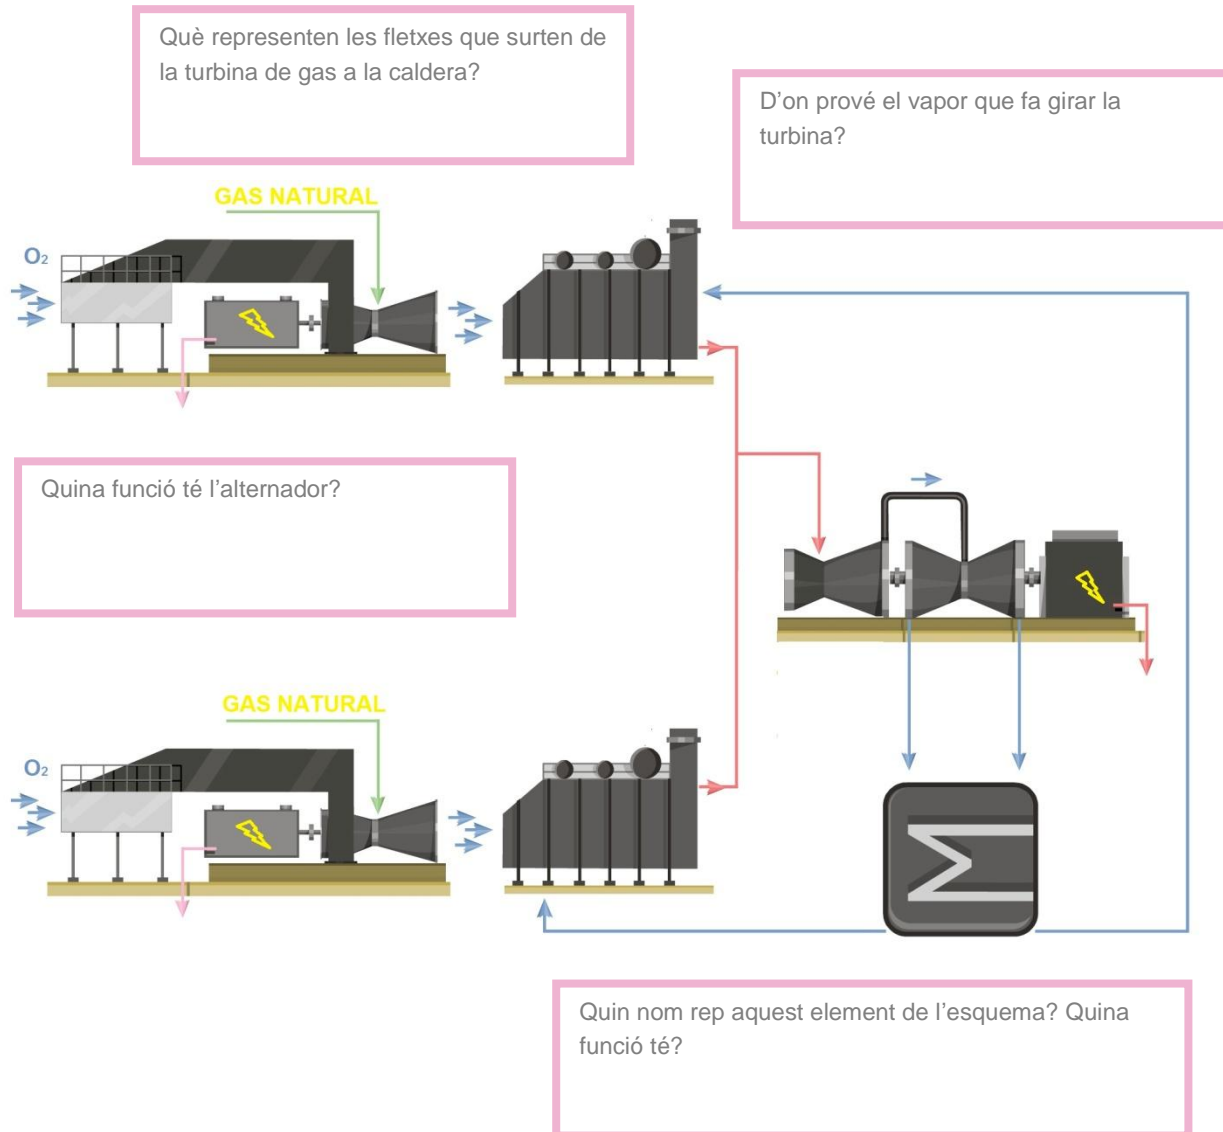 Què representen les fletxes que surten de
la turbina de gas a la caldera?
D’on prové el vapor que fa girar la
turbina?
GAS NATURAL
O₂
Quina funció té l’alternador?
GAS NATURAL
O₂
Quin nom rep aquest element de l’esquema? Quina
funció té?